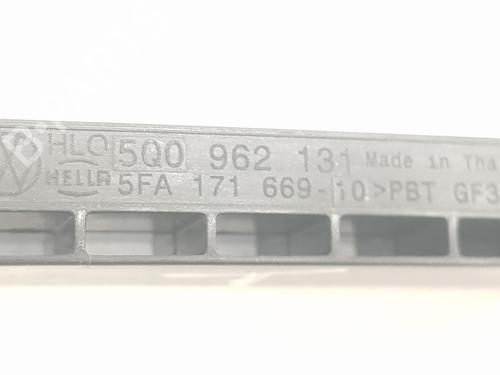 HLO 5Q0 962 131 Made in Tha
HELLA 5FA 171 669-10 >PBT GF3